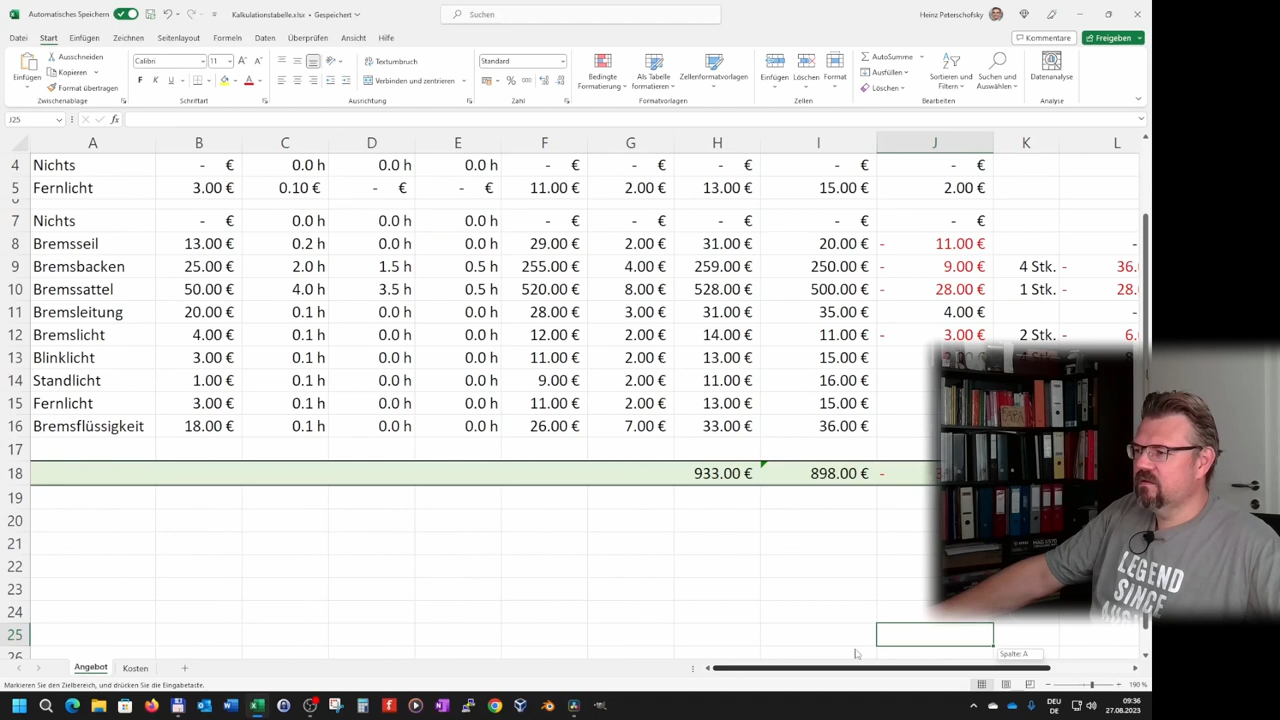 Automatisches Speichern
Kalkulationstabelle.xlsx • Gespeichert
Suchen
Heinz Peterschofsky
Datei Start Einfügen Zeichnen Seitenlayout Formeln Daten Überprüfen Ansicht Hilfe
Kommentare Freigeben
Einfügen
Ausschneiden
Kopieren
Format übertragen
Zwischenablage
Calibri 11
F K U
Schriftart
Textumbruch
Verbinden und zentrieren
Ausrichtung
Standard
Zahl
Bedingte Formatierung
Als Tabelle formatieren
Zellenformatvorlagen
Formatvorlagen
Einfügen Löschen Format
Zellen
AutoSumme
Ausfüllen
Löschen
Sortieren und Filtern
Suchen und Auswählen
Bearbeiten
Datenanalyse
Analyse
J25 fx
A B C D E F G H I J K L
4 Nichts - € 0.0 h 0.0 h 0.0 h - € - € - € - € - €
5 Fernlicht 3.00 € 0.10 € - € - € 11.00 € 2.00 € 13.00 € 15.00 € 2.00 €
7 Nichts - € 0.0 h 0.0 h 0.0 h - € - € - € - € - €
8 Bremsseil 13.00 € 0.2 h 0.0 h 0.0 h 29.00 € 2.00 € 31.00 € 20.00 € - 11.00 € -
9 Bremsbacken 25.00 € 2.0 h 1.5 h 0.5 h 255.00 € 4.00 € 259.00 € 250.00 € - 9.00 € 4 Stk. - 36.
10 Bremssattel 50.00 € 4.0 h 3.5 h 0.5 h 520.00 € 8.00 € 528.00 € 500.00 € - 28.00 € 1 Stk. - 28.
11 Bremsleitung 20.00 € 0.1 h 0.0 h 0.0 h 28.00 € 3.00 € 31.00 € 35.00 € 4.00 € -
12 Bremslicht 4.00 € 0.1 h 0.0 h 0.0 h 12.00 € 2.00 € 14.00 € 11.00 € - 3.00 € 2 Stk. - 6.
13 Blinklicht 3.00 € 0.1 h 0.0 h 0.0 h 11.00 € 2.00 € 13.00 € 15.00 €
14 Standlicht 1.00 € 0.1 h 0.0 h 0.0 h 9.00 € 2.00 € 11.00 € 16.00 €
15 Fernlicht 3.00 € 0.1 h 0.0 h 0.0 h 11.00 € 2.00 € 13.00 € 15.00 €
16 Bremsflüssigkeit 18.00 € 0.1 h 0.0 h 0.0 h 26.00 € 7.00 € 33.00 € 36.00 €
17
18 933.00 € 898.00 € -
19
20
21
22
23
24
25
26
LEGEND
SINCE
Spalte: A
Angebot Kosten
Markieren Sie den Zielbereich, und drücken Sie die Eingabetaste.
190 %
DEU
DE
09:36
27.08.2023